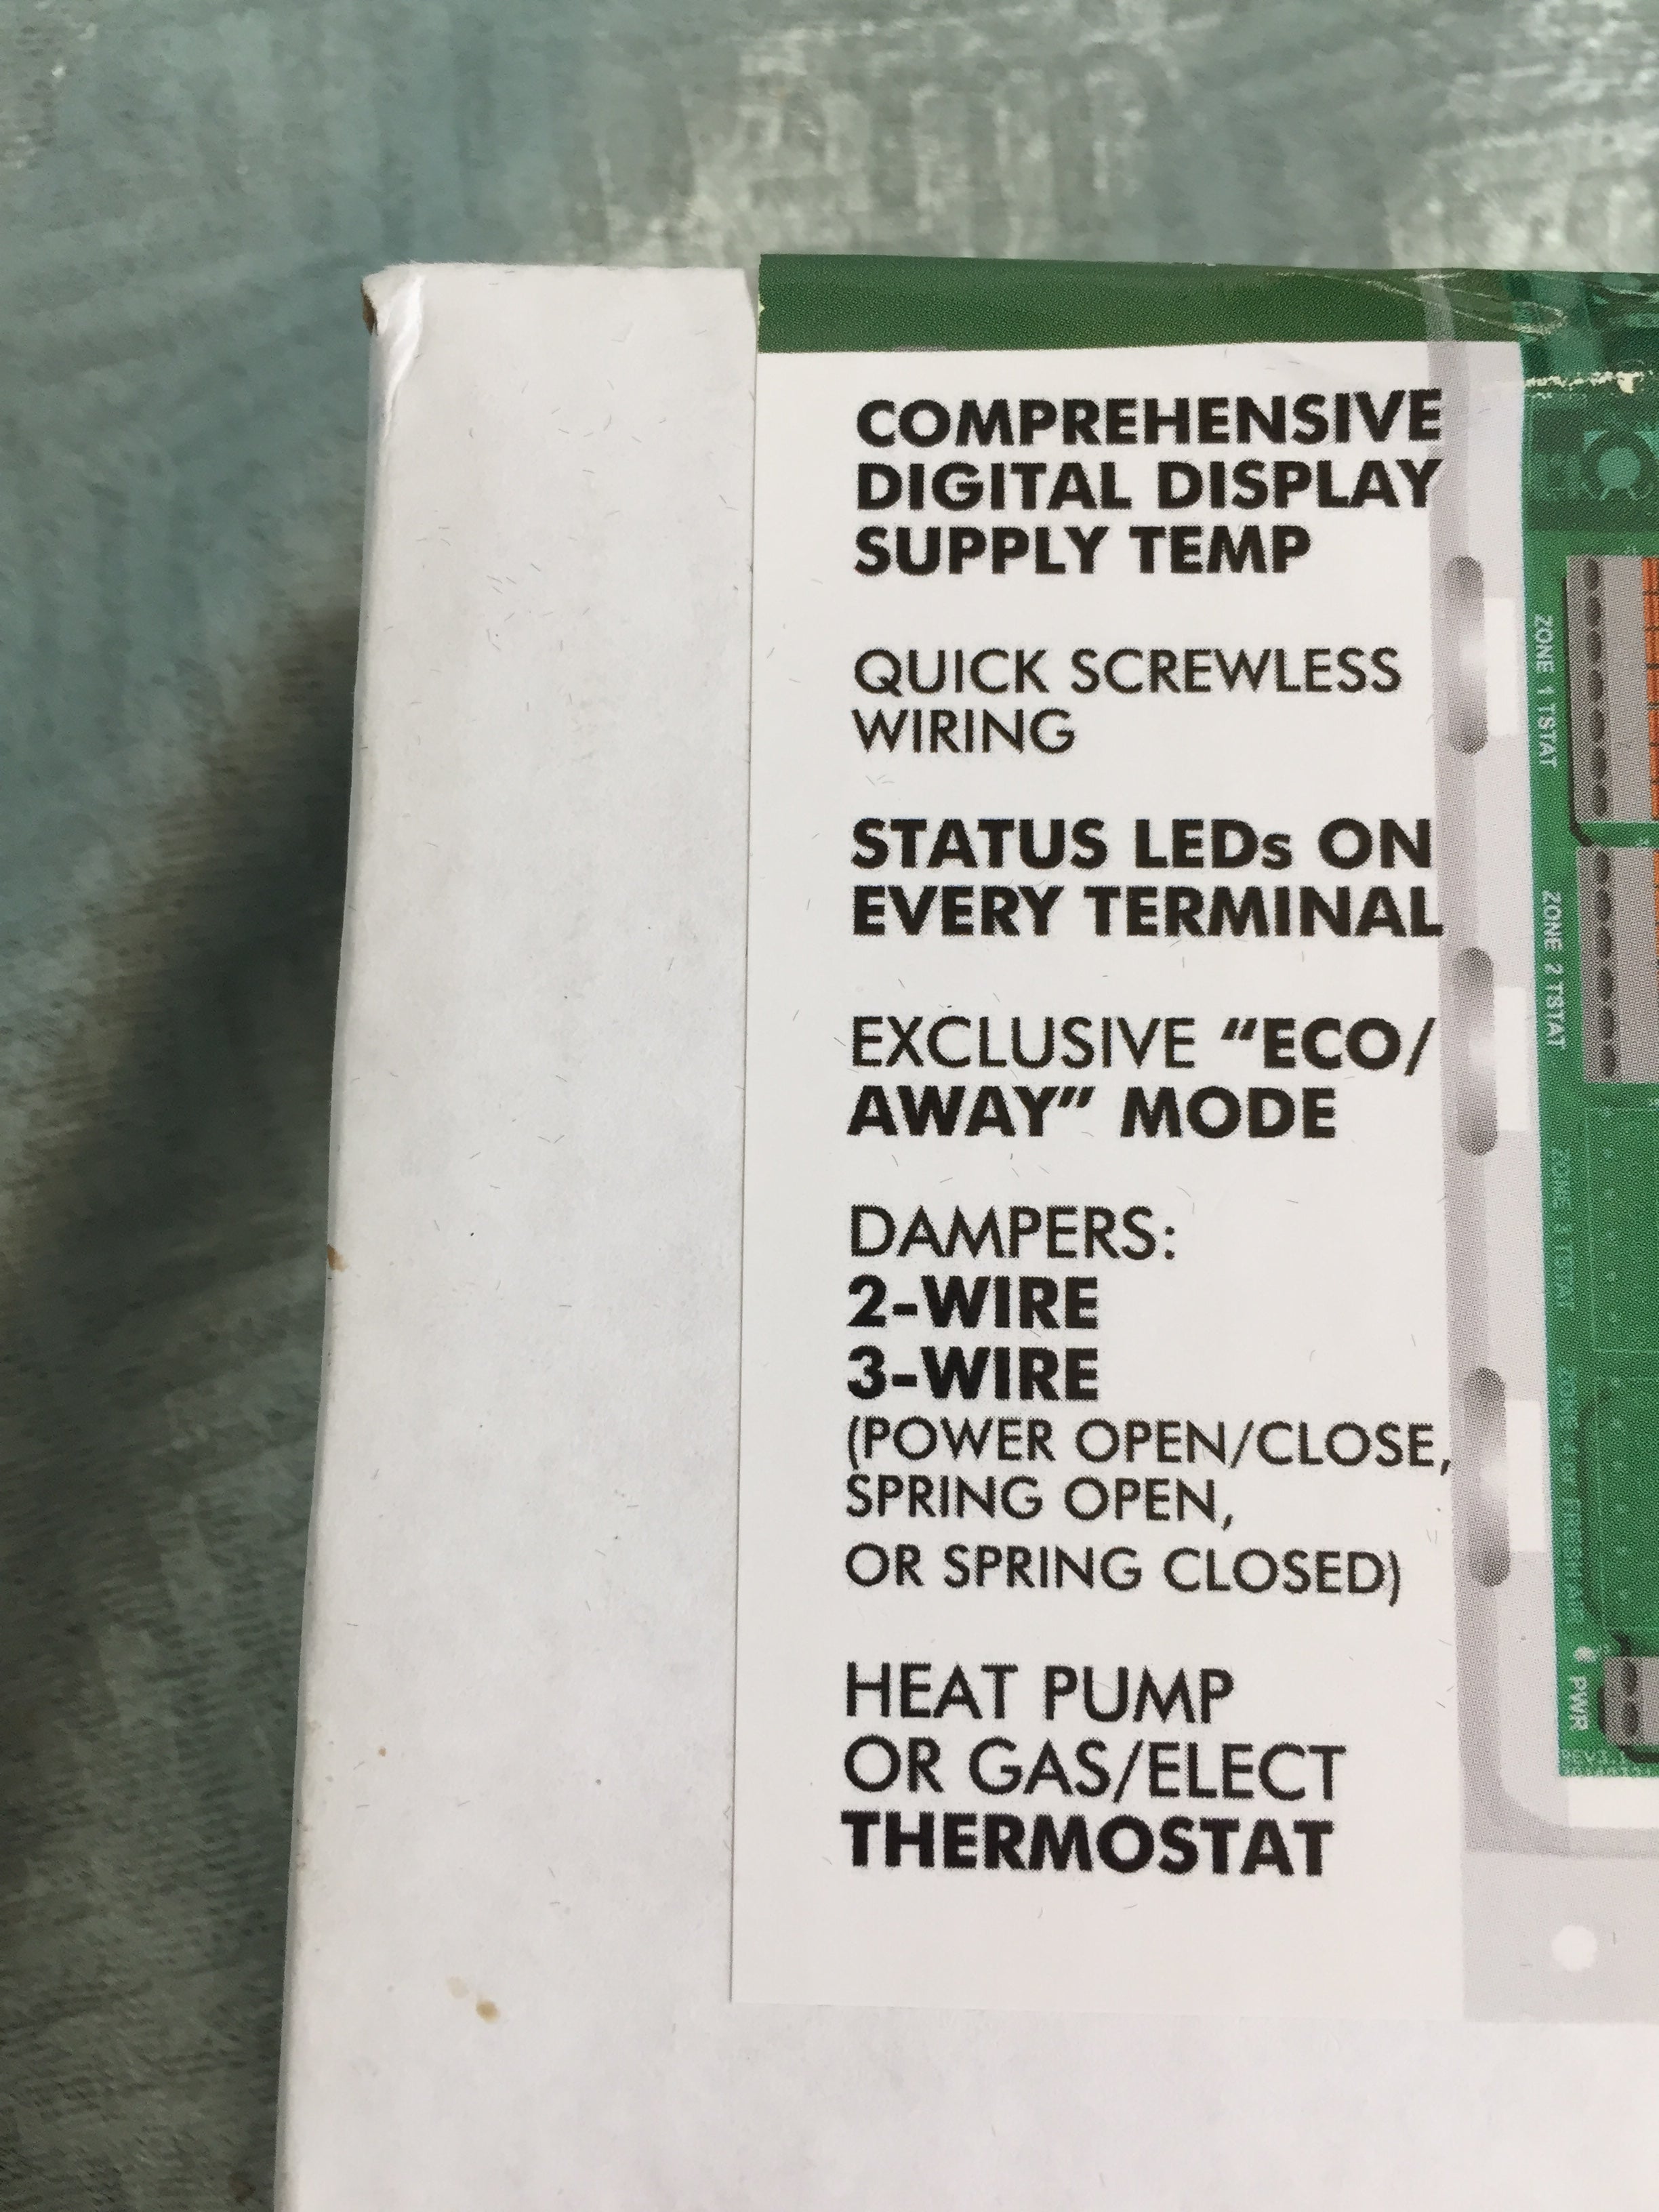 COMPREHENSIVE
DIGITAL DISPLAY
SUPPLY TEMP
QUICK SCREWLESS
WIRING
STATUS LEDs ON
EVERY TERMINAL
EXCLUSIVE “ECO/
AWAY” MODE
DAMPERS:
2-WIRE
3-WIRE
(POWER OPEN/CLOSE,
SPRING OPEN,
OR SPRING CLOSED)
HEAT PUMP
OR GAS/ELECT
THERMOSTAT
ZONE 1 TSTAT
ZONE 2 TSTAT
ZONE 3 TSTAT
PWR